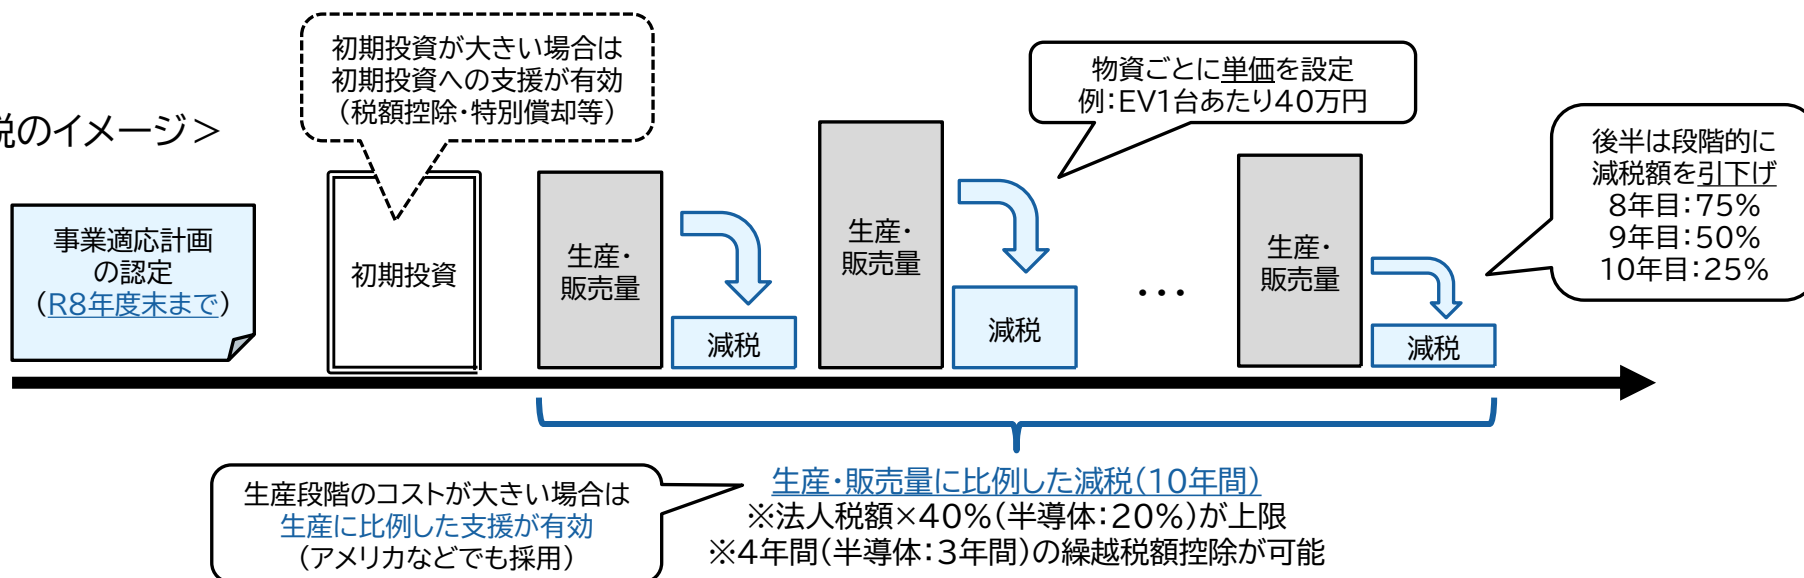 税のイメージ＞
初期投資が大きい場合は
初期投資への支援が有効
（税額控除・特別償却等）
物資ごとに単価を設定
例：EV1台あたり40万円
後半は段階的に
減税額を引下げ
8年目：75％
9年目：50％
10年目：25％
事業適応計画
の認定
（R8年度末まで）
初期投資
生産・
販売量
減税
生産・
販売量
減税
・・・
生産・
販売量
減税
生産段階のコストが大きい場合は
生産に比例した支援が有効
（アメリカなどでも採用）
生産・販売量に比例した減税（10年間）
※法人税額×40％（半導体：20％）が上限
※4年間（半導体：3年間）の繰越税額控除が可能